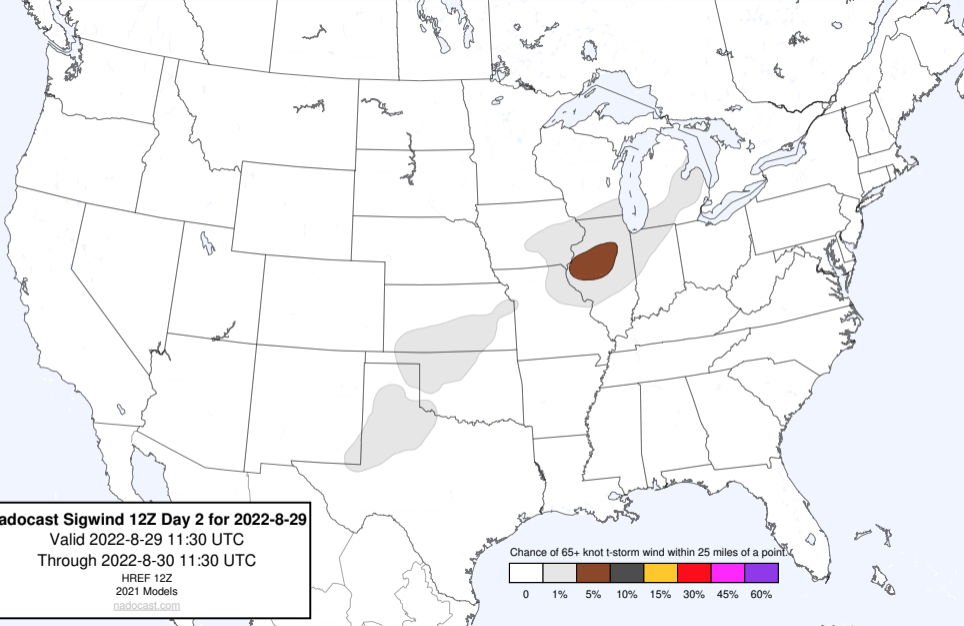 adocast Sigwind 12Z Day 2 for 2022-8-29
Valid 2022-8-29 11:30 UTC
Through 2022-8-30 11:30 UTC
HREF 12Z
2021 Models
nadocast.com
Chance of 65+ knot t-storm wind within 25 miles of a point.
0 1% 5% 10% 15% 30% 45% 60%